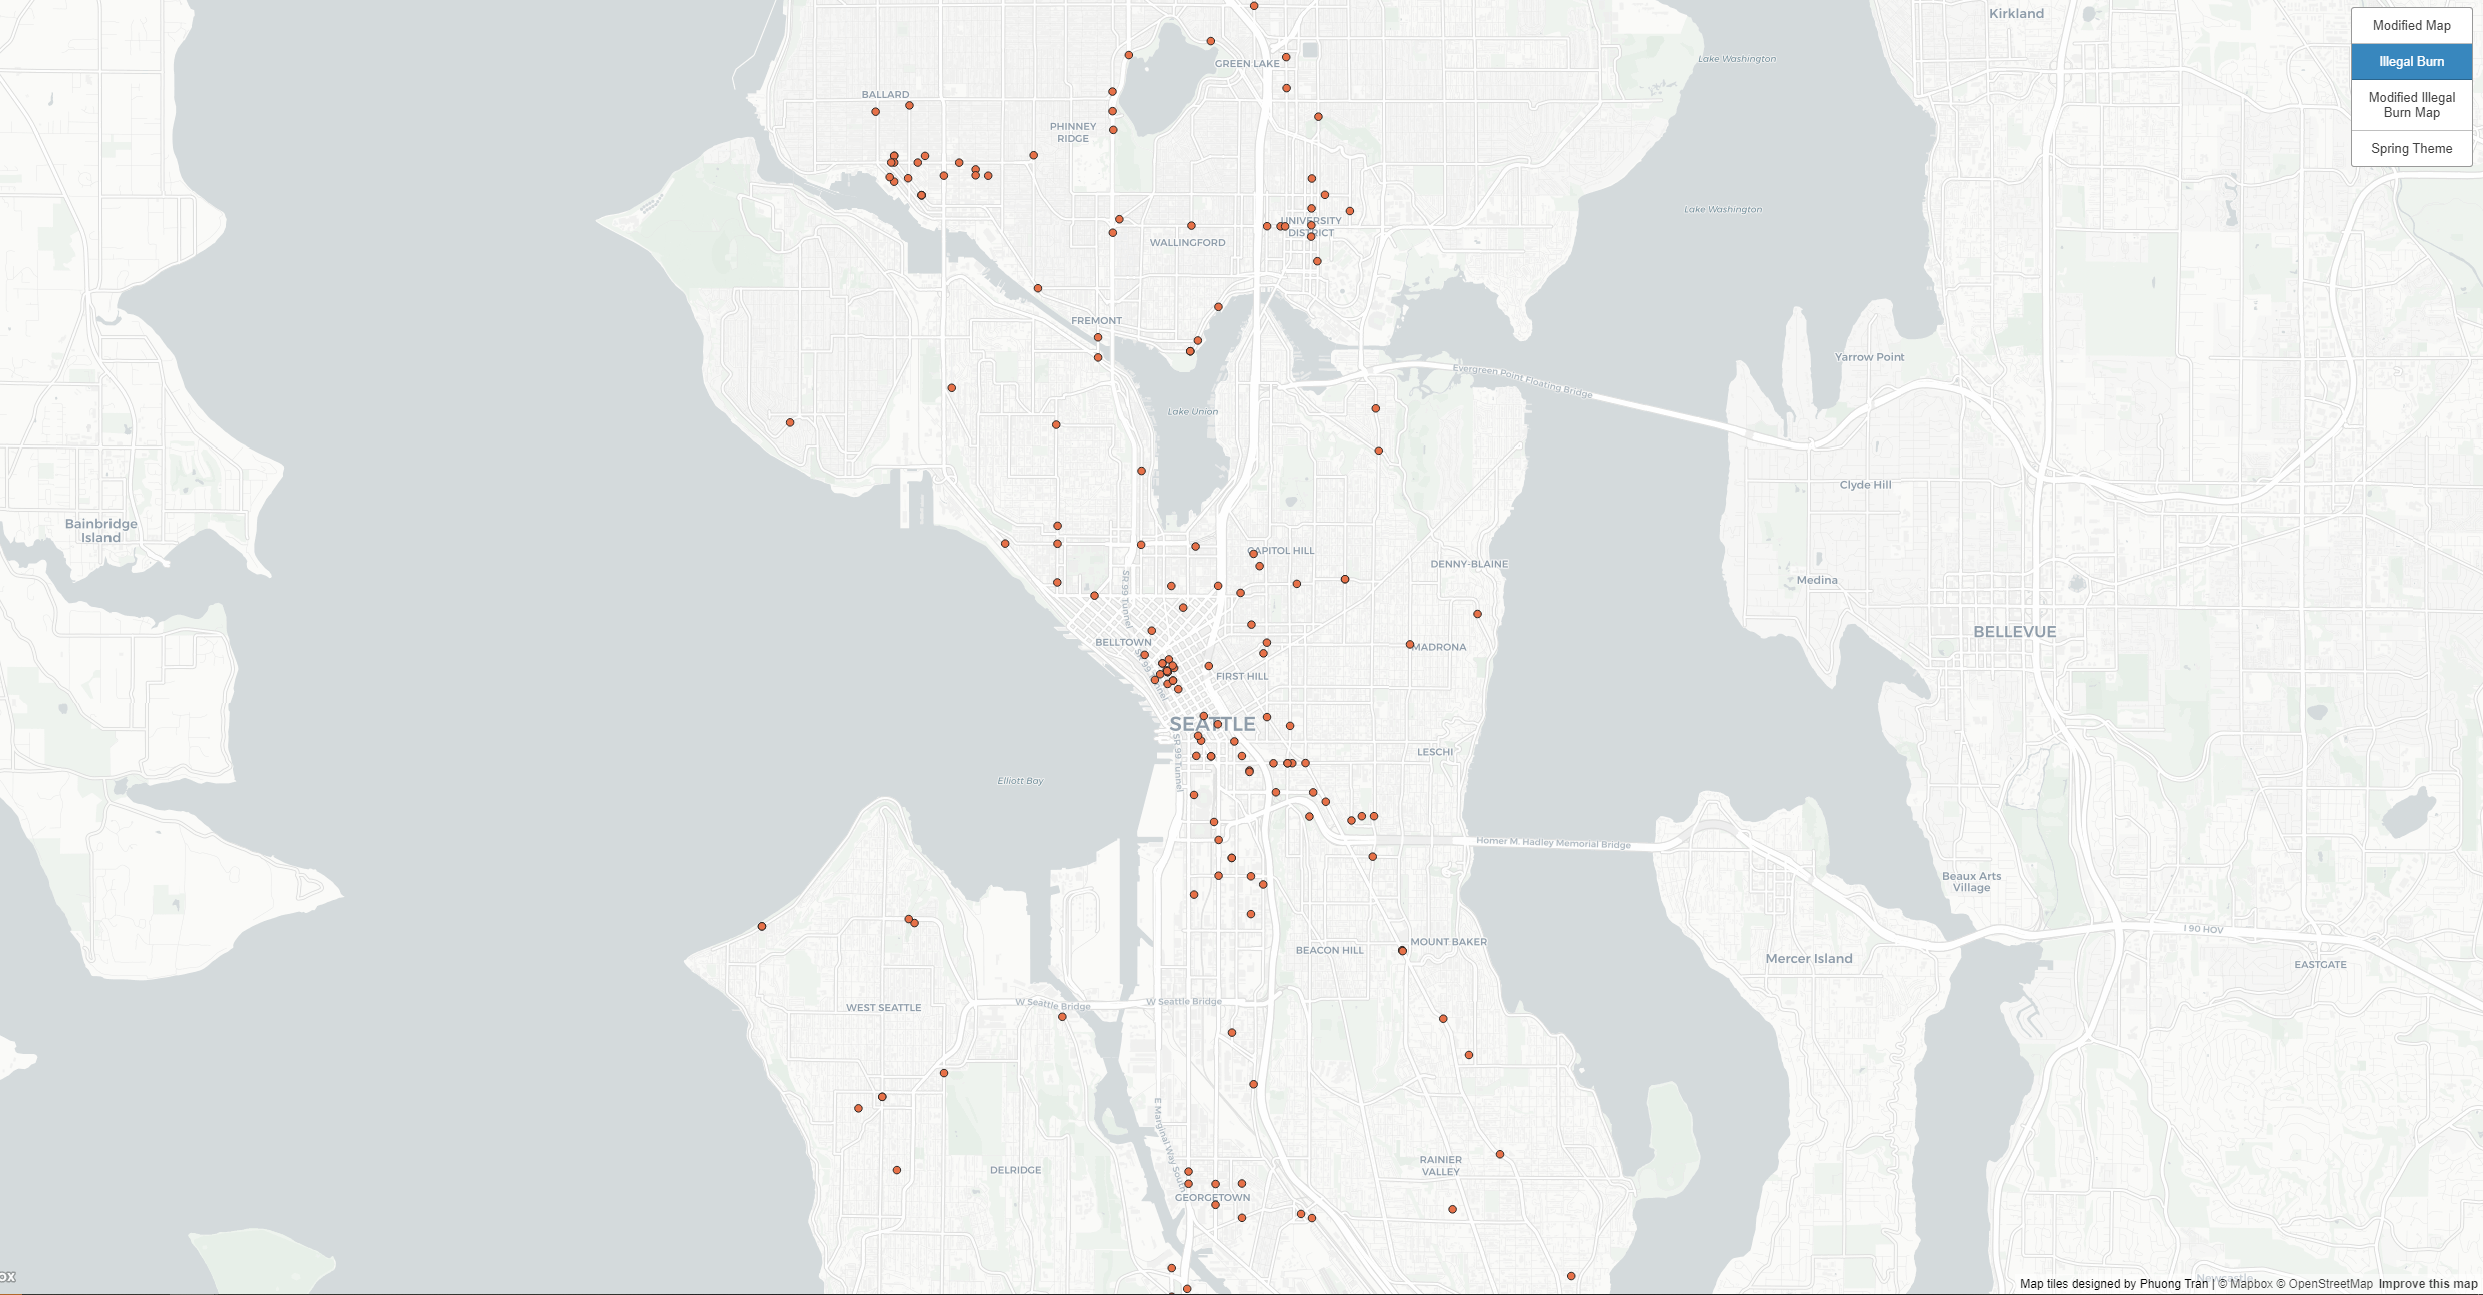 Kirkland
Modified Map
Illegal Burn
Modified Illegal
Burn Map
Spring Theme
Lake Washington
GREEN LAKE
BALLARD
PHINNEY
RIDGE
Lake Washington
UNIVERSITY
DISTRICT
WALLINGFORD
FREMONT
Yarrow Point
Evergreen Point Floating Bridge
Lake Union
Clyde Hill
Bainbridge
Island
CAPITOL HILL
DENNY-BLAINE
Medina
SR 99 Tunnel
BELLEVUE
BELLTOWN
MADRONA
SR 99 Tunnel
FIRST HILL
SEATTLE
LESCHI
SR 99 Tunnel
Elliott Bay
Homer M. Hadley Memorial Bridge
Beaux Arts
Village
I 90 HOV
MOUNT BAKER
BEACON HILL
Mercer Island
EASTGATE
W Seattle Bridge
W Seattle Bridge
WEST SEATTLE
E Marginal Way South
RAINIER
VALLEY
DELRIDGE
GEORGETOWN
ox
Map tiles designed by Phuong Tran | © Mapbox © OpenStreetMap Improve this map